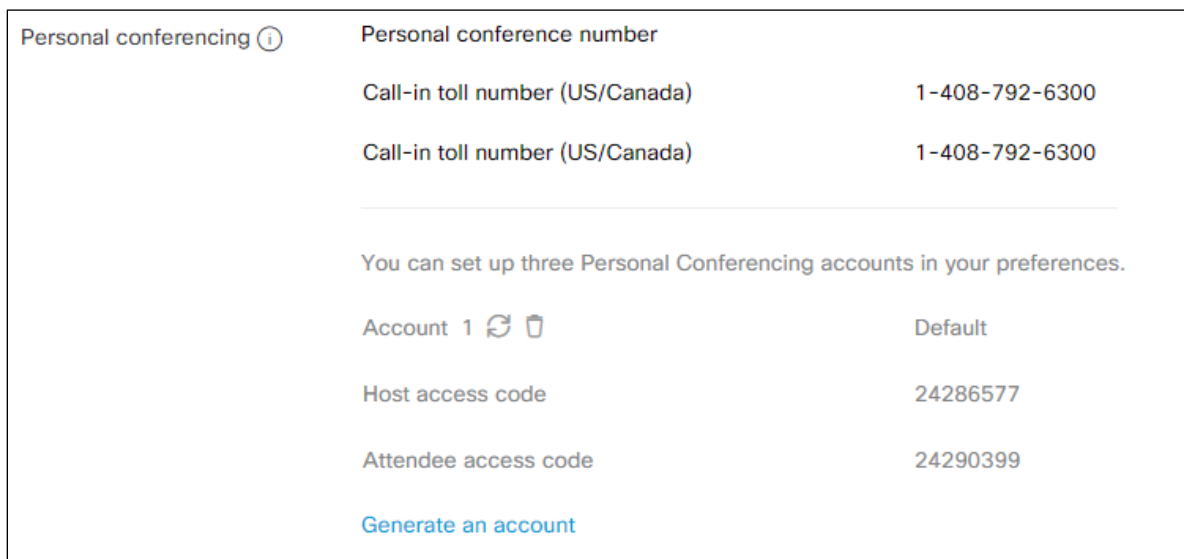 Personal conferencing
Personal conference number
Call-in toll number (US/Canada) 1-408-792-6300
Call-in toll number (US/Canada) 1-408-792-6300
You can set up three Personal Conferencing accounts in your preferences.
Account 1 Default
Host access code 24286577
Attendee access code 24290399
Generate an account